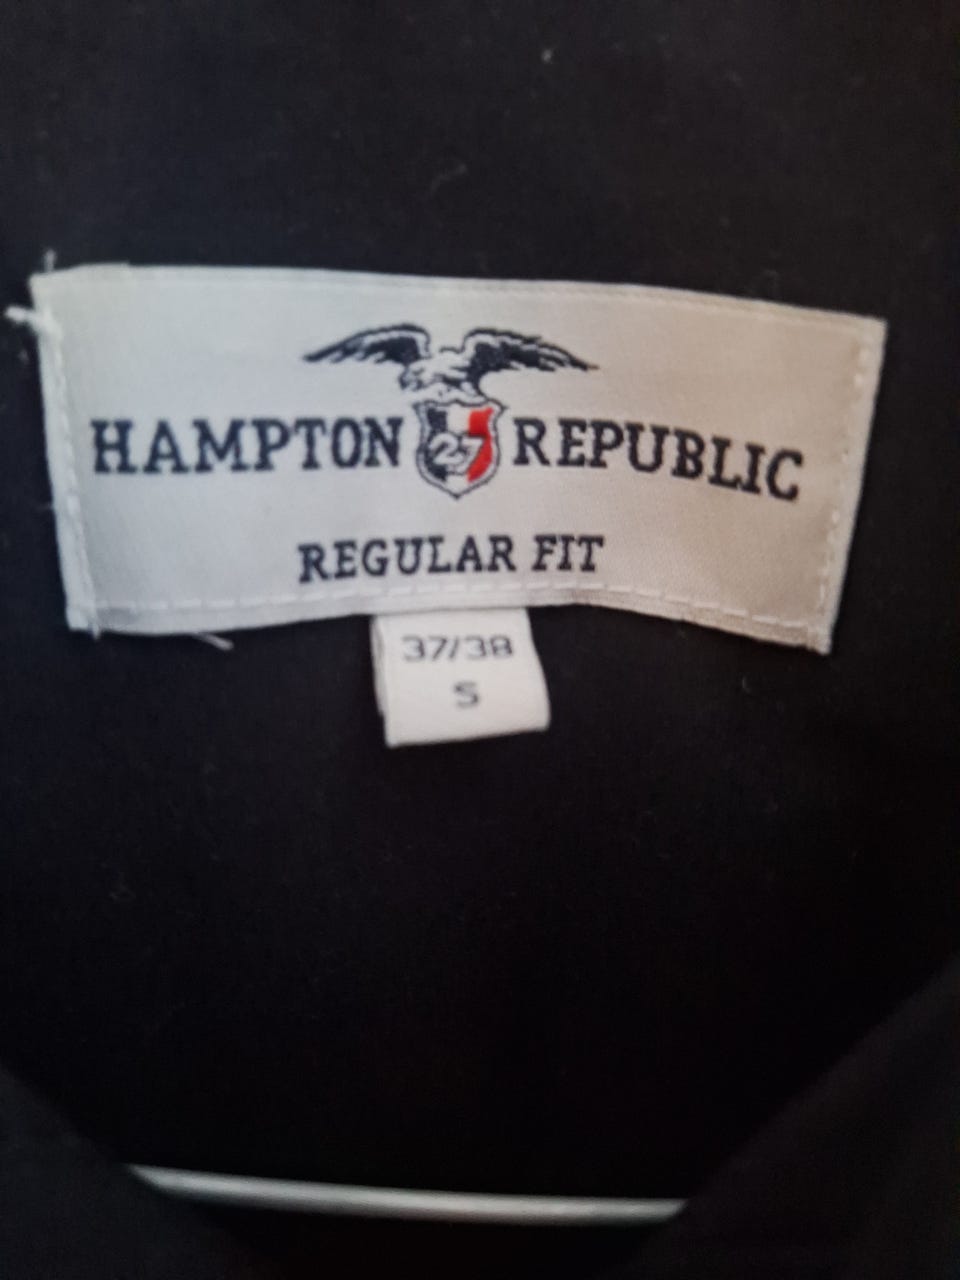 HAMPTON 27 REPUBLIC
REGULAR FIT
37/38
S